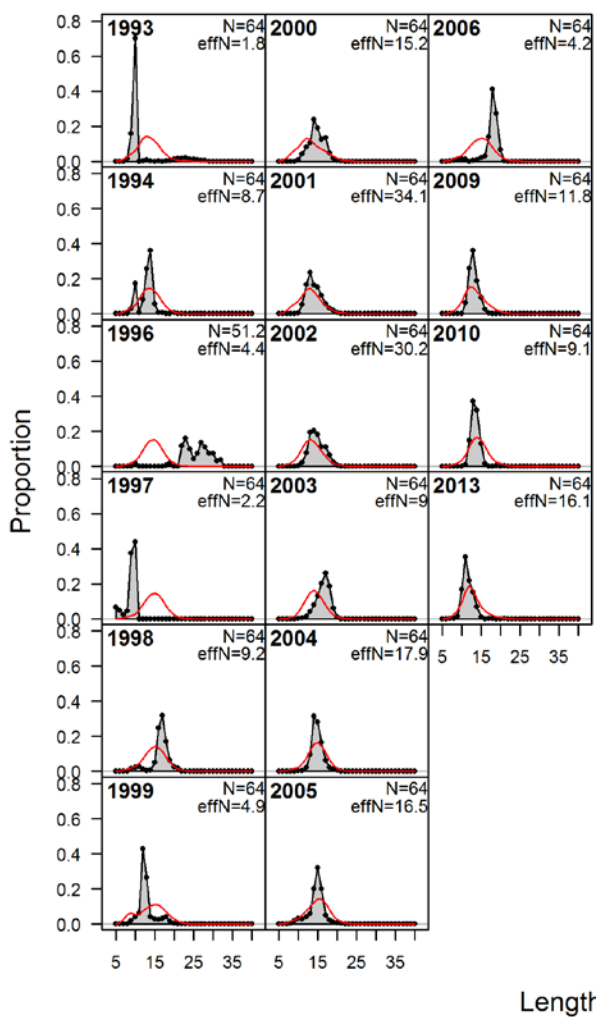 1993 N=64
effN=1.8
2000 N=64
effN=15.2
2006 N=64
effN=4.2
0.8
0.6
0.4
0.2
0.0
1994 N=64
effN=8.7
2001 N=64
effN=34.1
2009 N=64
effN=11.8
0.8
0.6
0.4
0.2
0.0
1996 N=51.2
effN=4.4
2002 N=64
effN=30.2
2010 N=64
effN=9.1
0.8
0.6
0.4
0.2
0.0
Proportion
1997 N=64
effN=2.2
2003 N=64
effN=9
2013 N=64
effN=16.1
0.8
0.6
0.4
0.2
0.0
5 15 25 35
1998 N=64
effN=9.2
2004 N=64
effN=17.9
0.8
0.6
0.4
0.2
0.0
1999 N=64
effN=4.9
2005 N=64
effN=16.5
0.8
0.6
0.4
0.2
0.0
5 15 25 35 5 15 25 35
Length